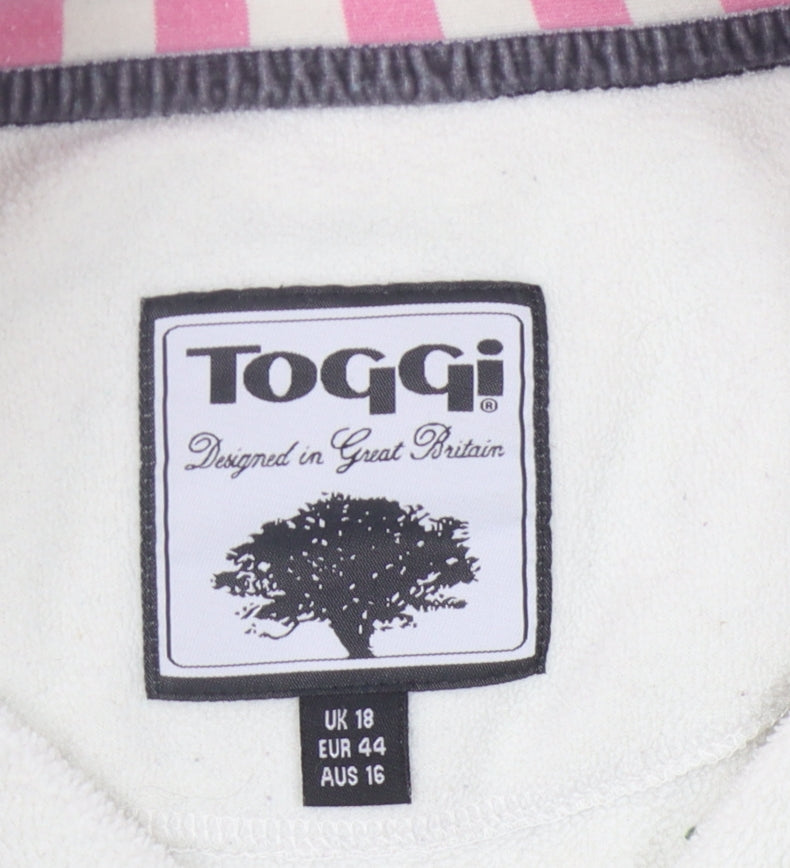 TOGGi®
Designed in Great Britain
UK 18
EUR 44
AUS 16